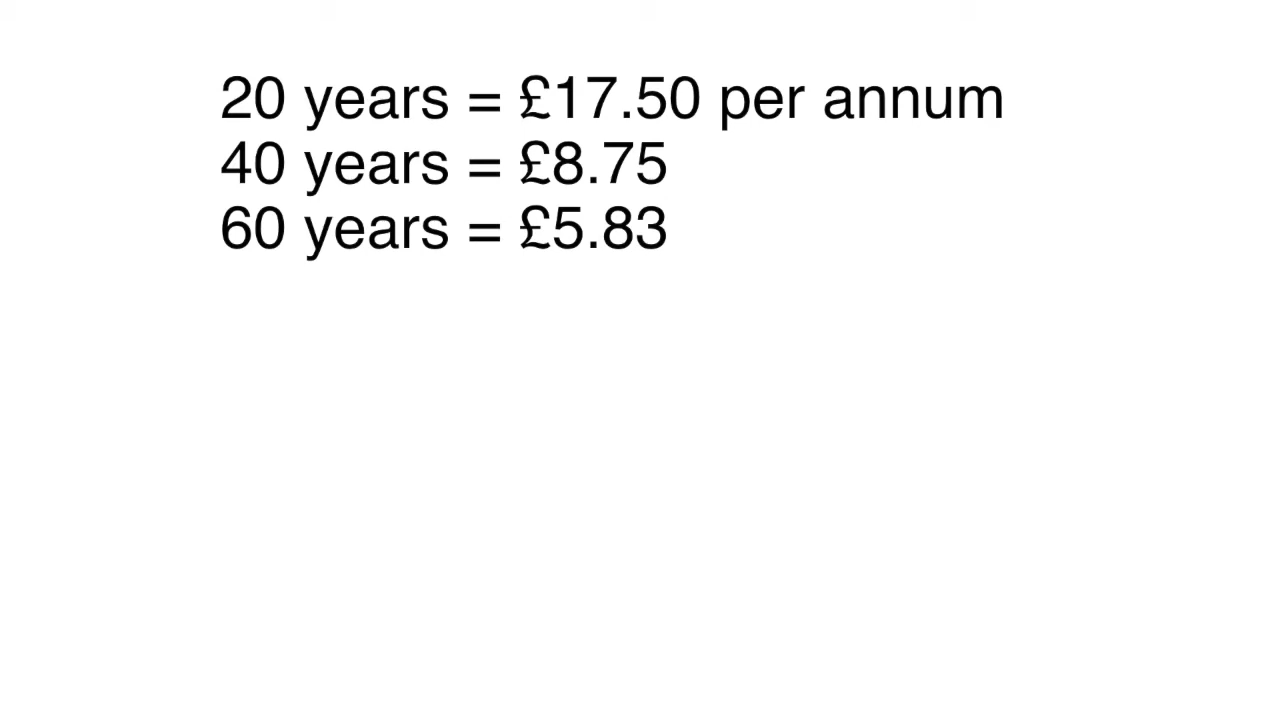 20 years = £17.50 per annum
40 years = £8.75
60 years = £5.83